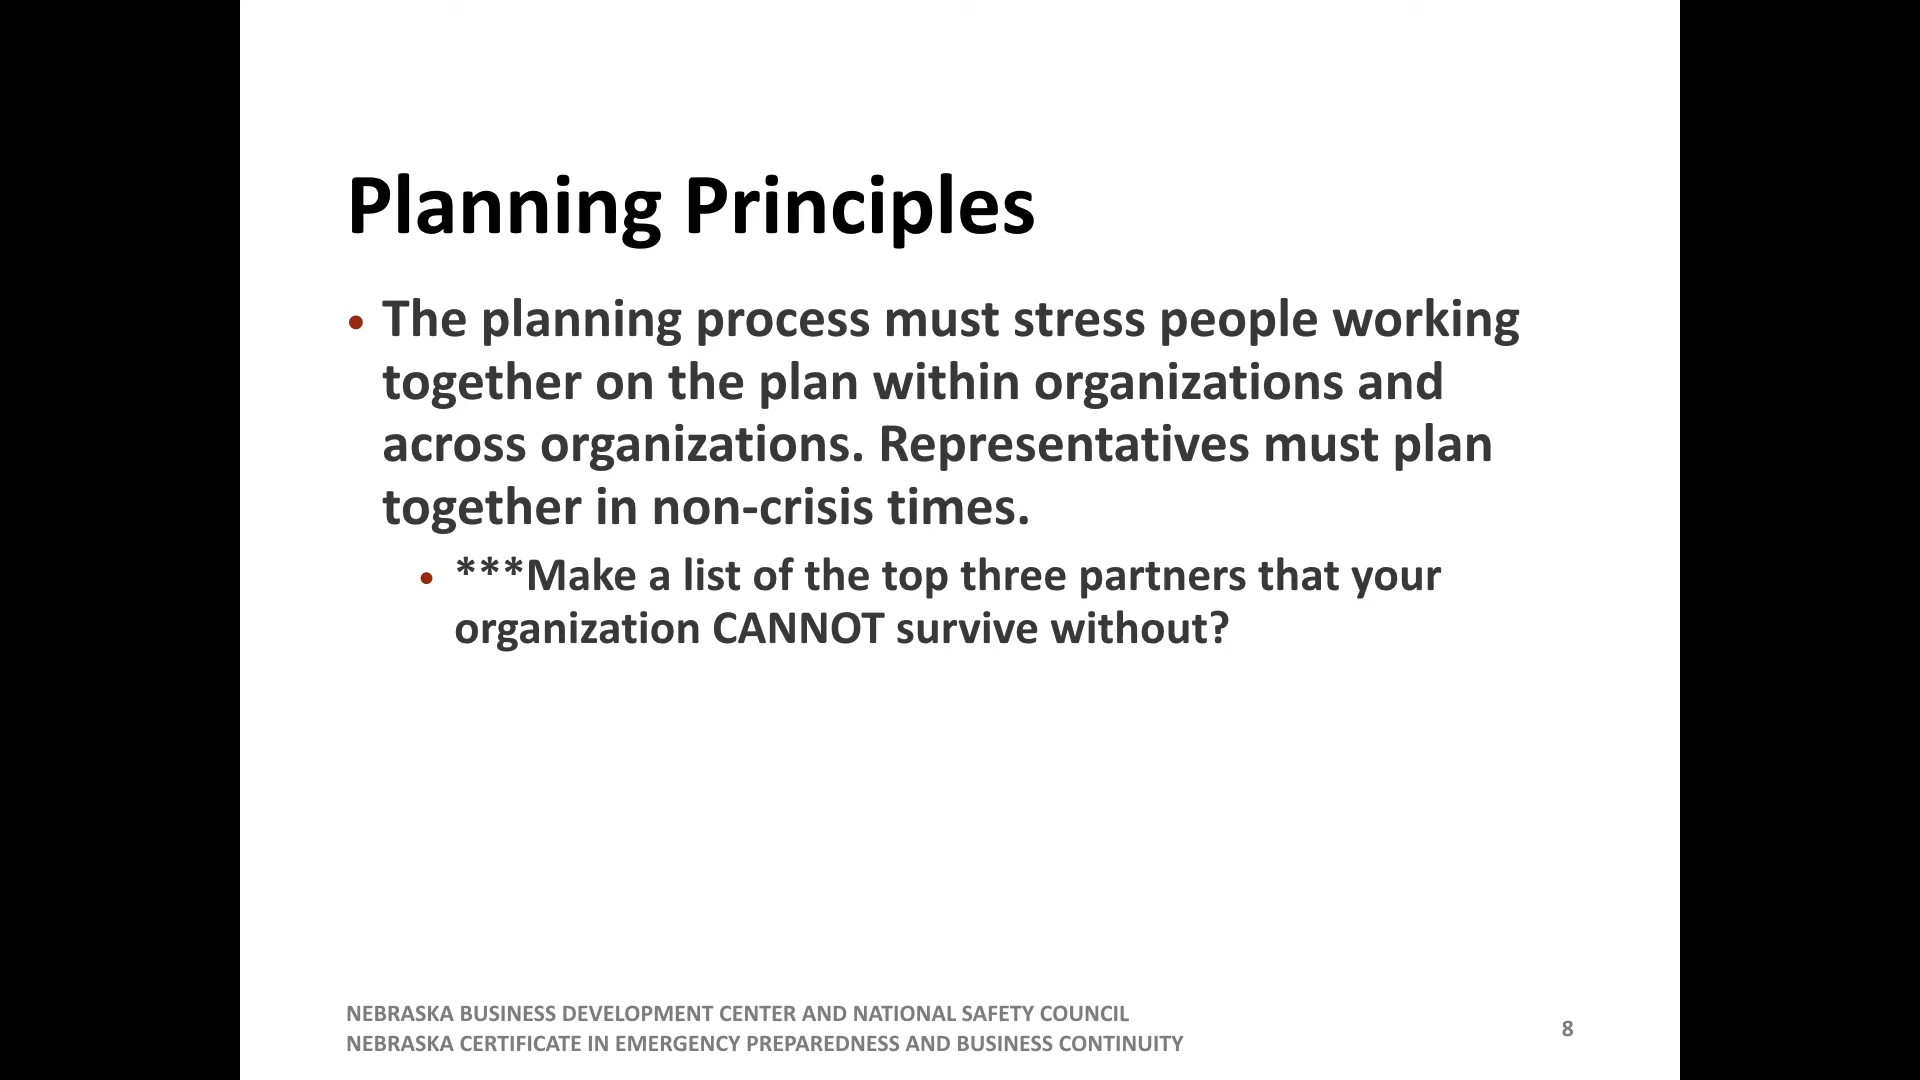 Planning Principles
• The planning process must stress people working
together on the plan within organizations and
across organizations. Representatives must plan
together in non-crisis times.
• ***Make a list of the top three partners that your
organization CANNOT survive without?
NEBRASKA BUSINESS DEVELOPMENT CENTER AND NATIONAL SAFETY COUNCIL
NEBRASKA CERTIFICATE IN EMERGENCY PREPAREDNESS AND BUSINESS CONTINUITY
8